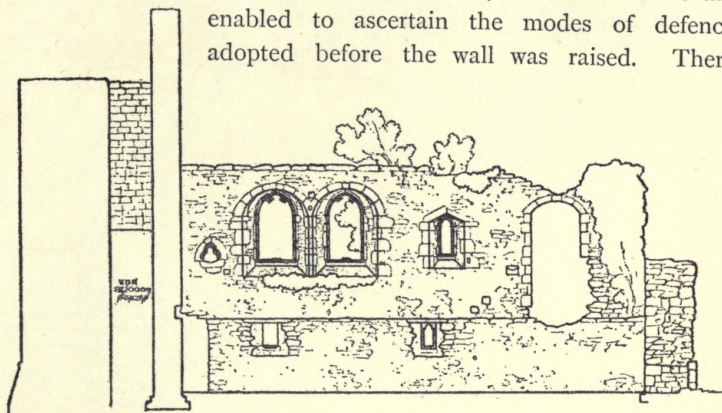 enabled to ascertain the modes of defenc
adopted before the wall was raised. Ther